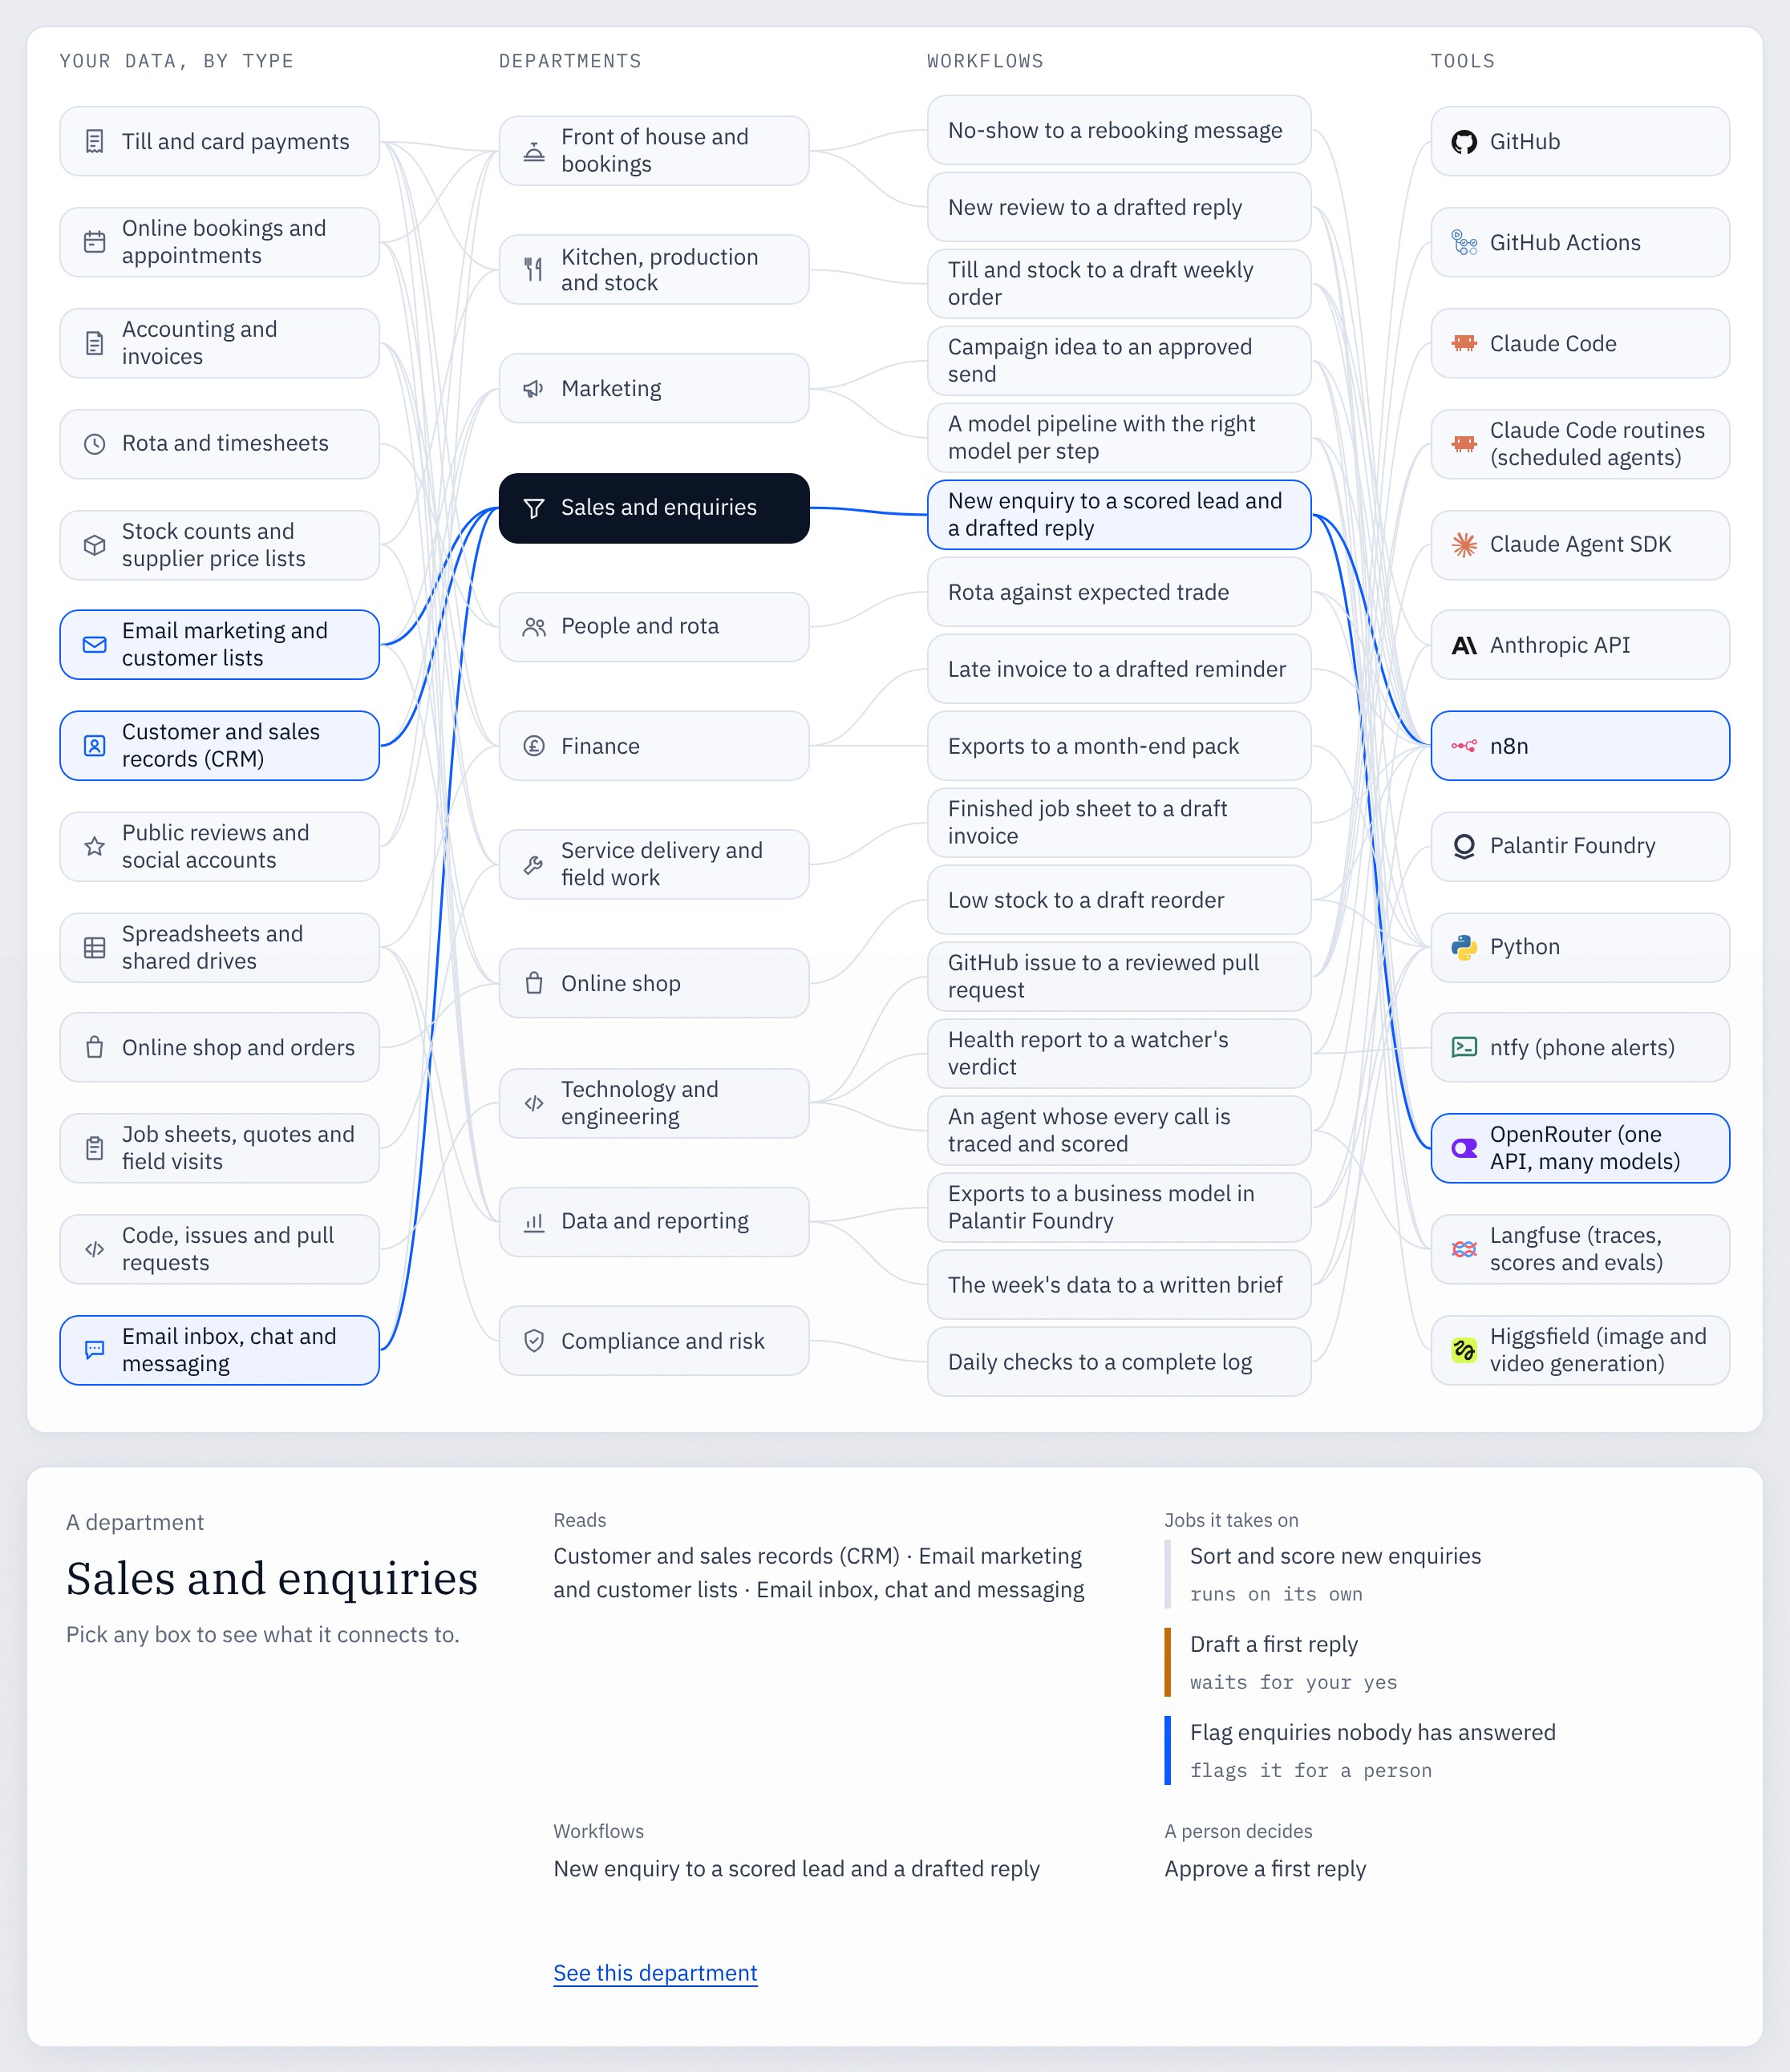 YOUR DATA, BY TYPE
Till and card payments
Online bookings and
appointments
Accounting and
invoices
Rota and timesheets
Stock counts and
supplier price lists
Email marketing and
customer lists
Customer and sales
records (CRM)
Public reviews and
social accounts
Spreadsheets and
shared drives
Online shop and orders
Job sheets, quotes and
field visits
Code, issues and pull
requests
Email inbox, chat and
messaging
DEPARTMENTS
Front of house and
bookings
Kitchen, production
and stock
Marketing
Sales and enquiries
People and rota
Finance
Service delivery and
field work
Online shop
Technology and
engineering
Data and reporting
Compliance and risk
WORKFLOWS
No-show to a rebooking message
New review to a drafted reply
Till and stock to a draft weekly
order
Campaign idea to an approved
send
A model pipeline with the right
model per step
New enquiry to a scored lead and
a drafted reply
Rota against expected trade
Late invoice to a drafted reminder
Exports to a month-end pack
Finished job sheet to a draft
invoice
Low stock to a draft reorder
GitHub issue to a reviewed pull
request
Health report to a watcher's
verdict
An agent whose every call is
traced and scored
Exports to a business model in
Palantir Foundry
The week's data to a written brief
Daily checks to a complete log
TOOLS
GitHub
GitHub Actions
Claude Code
Claude Code routines
(scheduled agents)
Claude Agent SDK
Anthropic API
n8n
Palantir Foundry
Python
ntfy (phone alerts)
OpenRouter (one
API, many models)
Langfuse (traces,
scores and evals)
Higgsfield (image and
video generation)
A department
Sales and enquiries
Pick any box to see what it connects to.
Reads
Customer and sales records (CRM) · Email marketing
and customer lists · Email inbox, chat and messaging
Jobs it takes on
Sort and score new enquiries
runs on its own
Draft a first reply
waits for your yes
Flag enquiries nobody has answered
flags it for a person
Workflows
New enquiry to a scored lead and a drafted reply
A person decides
Approve a first reply
See this department